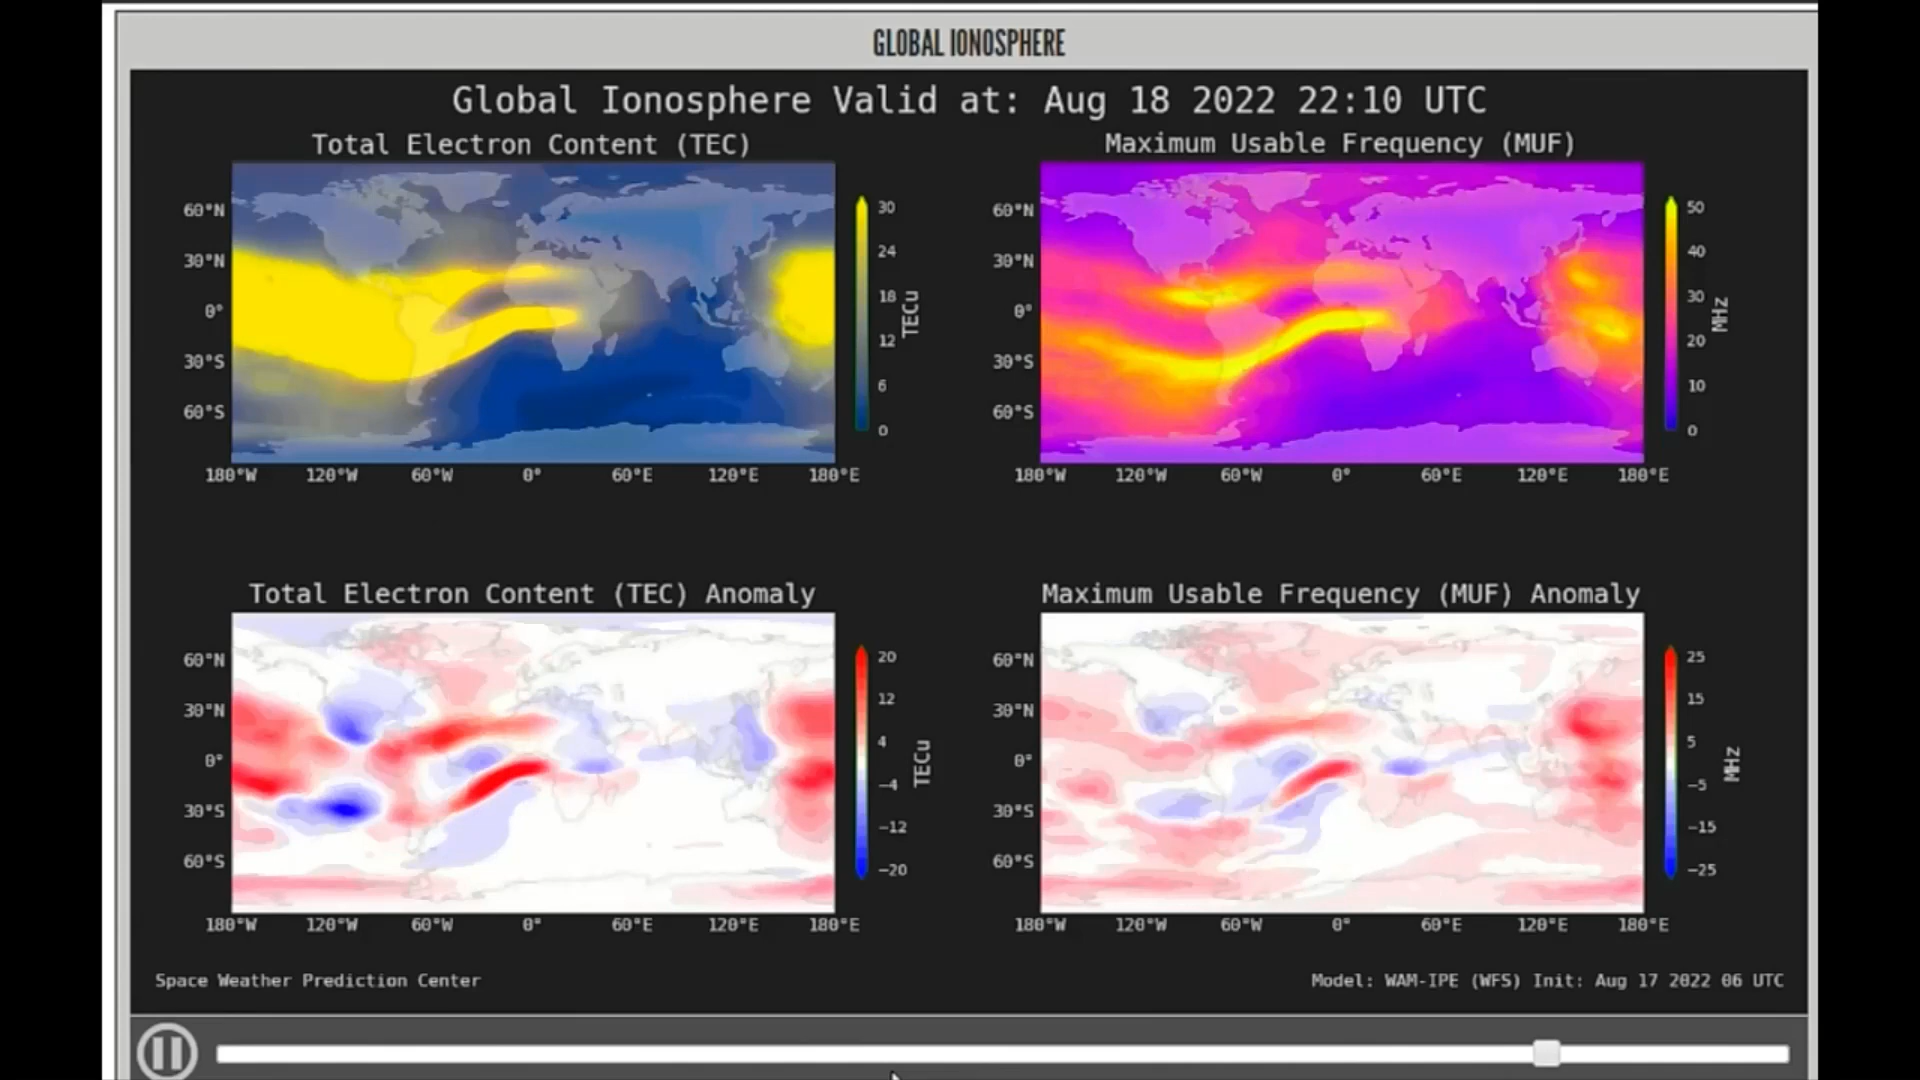 GLOBAL IONOSPHERE
Global Ionosphere Valid at: Aug 18 2022 22:10 UTC
Total Electron Content (TEC)
60°N
30°N
0°
30°S
60°S
180°W 120°W 60°W 0° 60°E 120°E 180°E
30
24
18
12
6
0
TECu
Maximum Usable Frequency (MUF)
60°N
30°N
0°
30°S
60°S
180°W 120°W 60°W 0° 60°E 120°E 180°E
50
40
30
20
10
0
MHz
Total Electron Content (TEC) Anomaly
60°N
30°N
0°
30°S
60°S
180°W 120°W 60°W 0° 60°E 120°E 180°E
20
12
4
−4
−12
−20
TECu
Maximum Usable Frequency (MUF) Anomaly
60°N
30°N
0°
30°S
60°S
180°W 120°W 60°W 0° 60°E 120°E 180°E
25
15
5
−5
−15
−25
MHz
Space Weather Prediction Center
Model: WAM-IPE (WFS) Init: Aug 17 2022 06 UTC